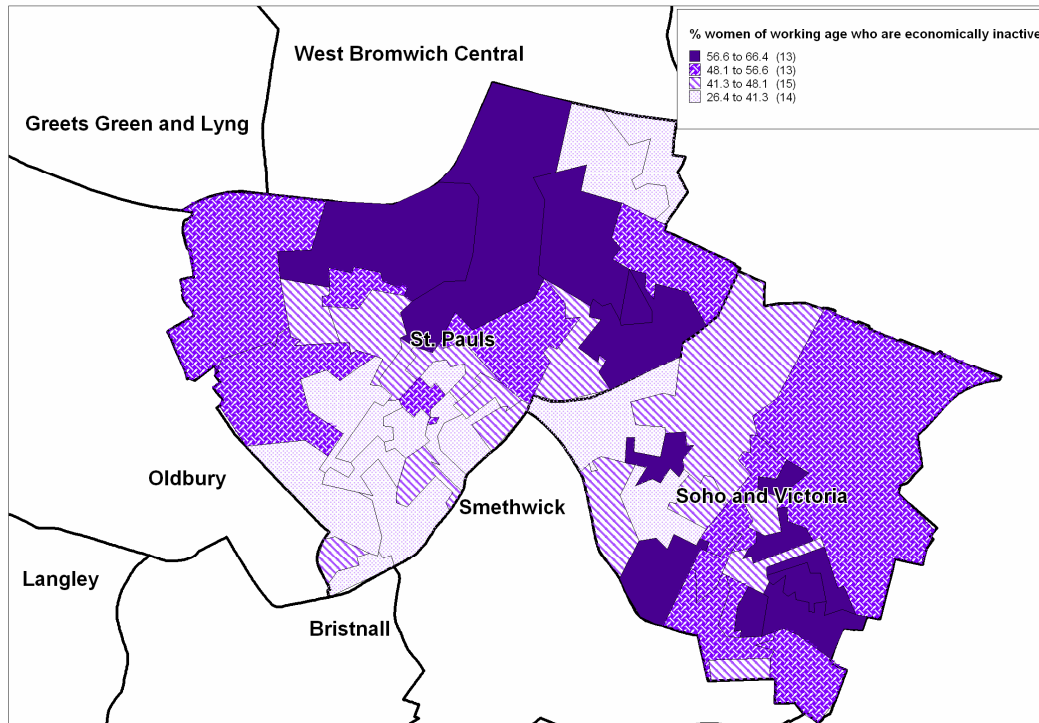 % women of working age who are economically inactive
56.6 to 66.4 (13)
48.1 to 56.6 (13)
41.3 to 48.1 (15)
26.4 to 41.3 (14)
West Bromwich Central
Greets Green and Lyng
St. Pauls
Oldbury
Smethwick
Soho and Victoria
Langley
Bristnall